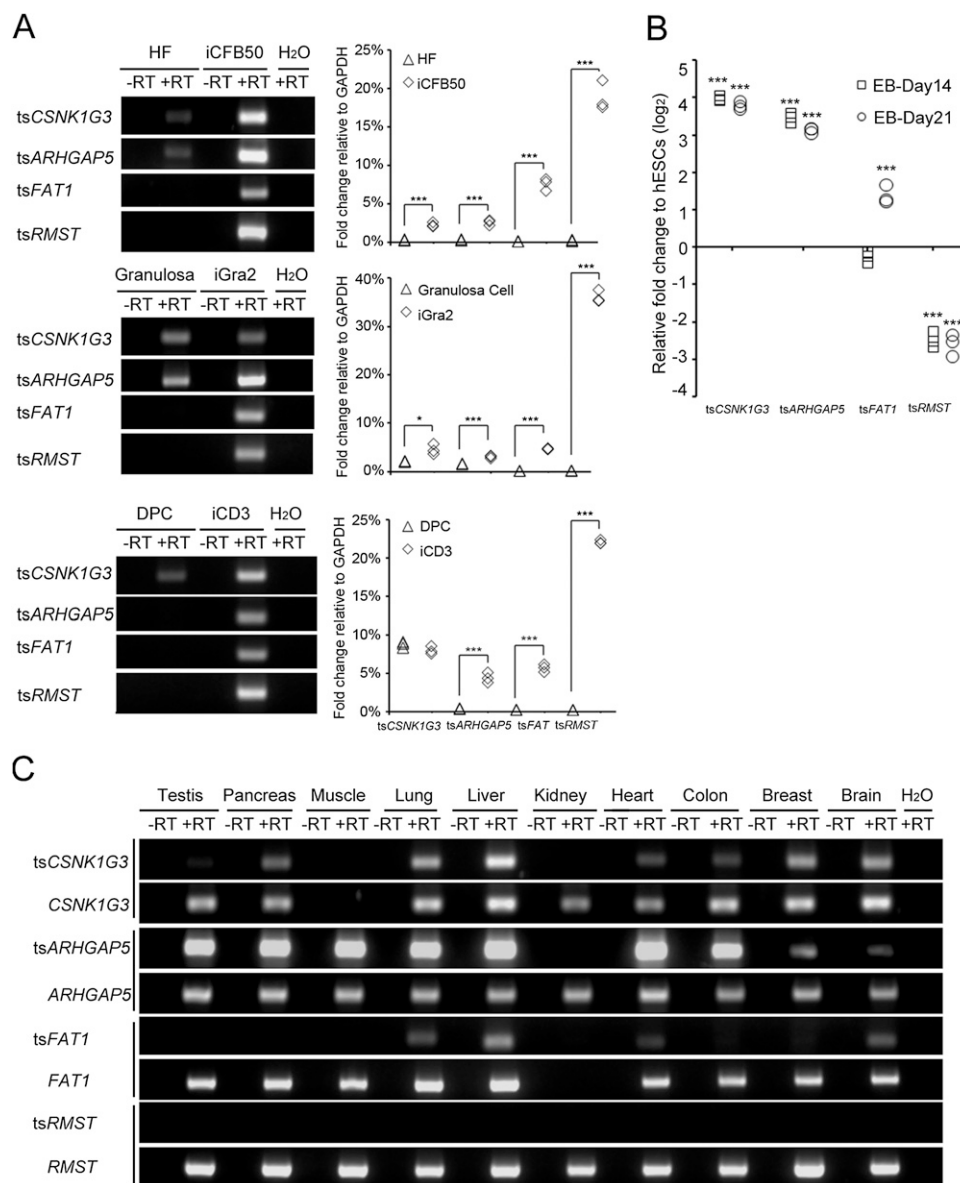 A
HF iCFB50 H2O
-RT +RT -RT +RT +RT
tsCSNK1G3
tsARHGAP5
tsFAT1
tsRMST
Fold change relative to GAPDH
25%
20%
15%
10%
5%
0%
HF
iCFB50
***
***
***
***
Granulosa iGra2 H2O
-RT +RT -RT +RT +RT
tsCSNK1G3
tsARHGAP5
tsFAT1
tsRMST
Fold change relative to GAPDH
40%
30%
20%
10%
0%
Granulosa Cell
iGra2
*
***
***
***
DPC iCD3 H2O
-RT +RT -RT +RT +RT
tsCSNK1G3
tsARHGAP5
tsFAT1
tsRMST
Fold change relative to GAPDH
25%
20%
15%
10%
5%
0%
DPC
iCD3
***
***
***
tsCSNK1G3 tsARHGAP5 tsFAT tsRMST
B
Relative fold change to hESCs (log2)
5
4
3
2
1
0
-1
-2
-3
-4
EB-Day14
EB-Day21
*** ***
*** ***
***
*** ***
tsCSNK1G3 tsARHGAP5 tsFAT1 tsRMST
C
Testis Pancreas Muscle Lung Liver Kidney Heart Colon Breast Brain H2O
-RT +RT -RT +RT -RT +RT -RT +RT -RT +RT -RT +RT -RT +RT -RT +RT -RT +RT -RT +RT +RT
tsCSNK1G3
CSNK1G3
tsARHGAP5
ARHGAP5
tsFAT1
FAT1
tsRMST
RMST